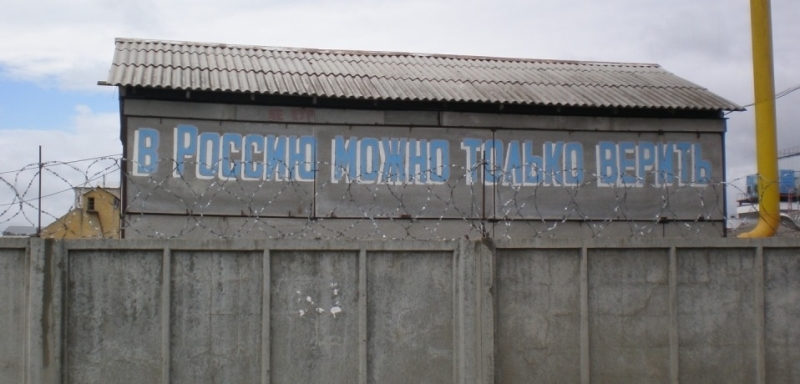 в Россию можно только верить